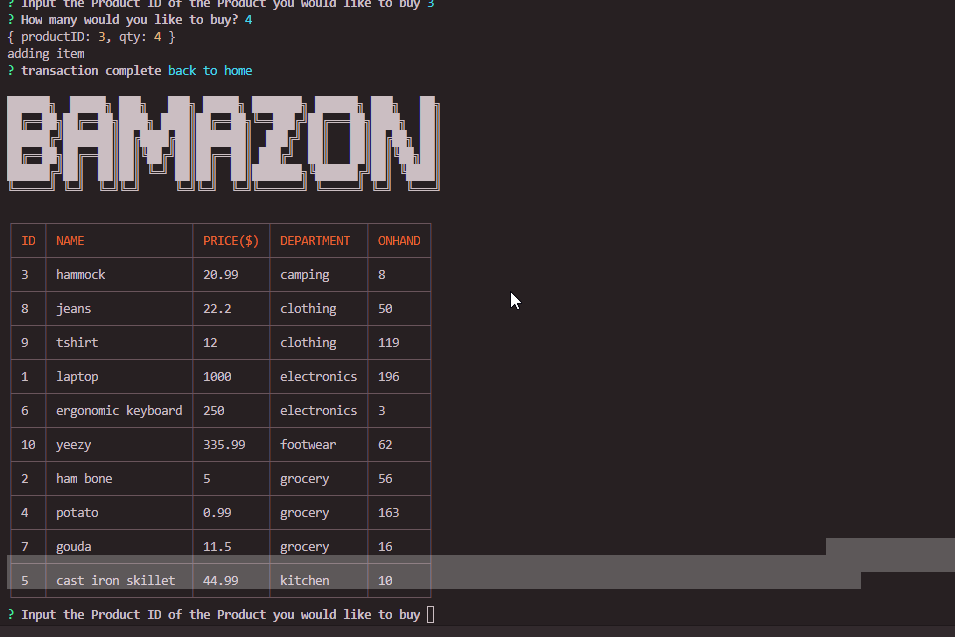 ? Input the Product ID of the Product you would like to buy 3
? How many would you like to buy? 4
{ productID: 3, qty: 4 }
adding item
? transaction complete back to home
BAMAZON
ID NAME PRICE($) DEPARTMENT ONHAND
3 hammock 20.99 camping 8
8 jeans 22.2 clothing 50
9 tshirt 12 clothing 119
1 laptop 1000 electronics 196
6 ergonomic keyboard 250 electronics 3
10 yeezy 335.99 footwear 62
2 ham bone 5 grocery 56
4 potato 0.99 grocery 163
7 gouda 11.5 grocery 16
5 cast iron skillet 44.99 kitchen 10
? Input the Product ID of the Product you would like to buy